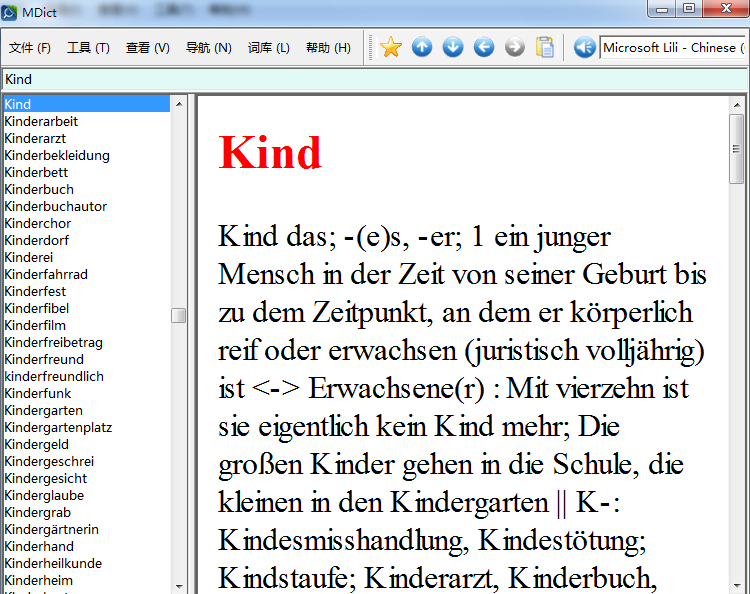 MDict
文件 (F) 工具 (T) 查看 (V) 导航 (N) 词库 (L) 帮助 (H) Microsoft Lili - Chinese (
Kind
Kind
Kinderarbeit
Kinderarzt
Kinderbekleidung
Kinderbett
Kinderbuch
Kinderbuchautor
Kinderchor
Kinderdorf
Kinderei
Kinderfahrrad
Kinderfest
Kinderfibel
Kinderfilm
Kinderfreibetrag
Kinderfreund
kinderfreundlich
Kinderfunk
Kindergarten
Kindergartenplatz
Kindergeld
Kindergeschrei
Kindergesicht
Kinderglaube
Kindergrab
Kindergärtnerin
Kinderhand
Kinderheilkunde
Kinderheim
Kind
Kind das; -(e)s, -er; 1 ein junger
Mensch in der Zeit von seiner Geburt bis
zu dem Zeitpunkt, an dem er körperlich
reif oder erwachsen (juristisch volljährig)
ist <-> Erwachsene(r) : Mit vierzehn ist
sie eigentlich kein Kind mehr; Die
großen Kinder gehen in die Schule, die
kleinen in den Kindergarten || K-:
Kindesmisshandlung, Kindestötung;
Kindstaufe; Kinderarzt, Kinderbuch,